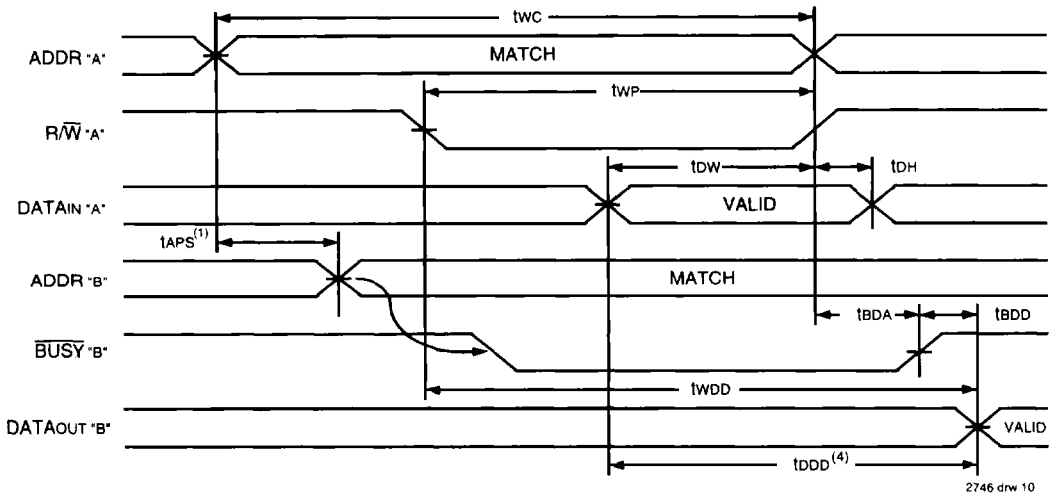 tWC
ADDR "A"
MATCH
tWP
R/W̅ "A"
tDW
tDH
DATAIN "A"
VALID
tAPS(1)
ADDR "B"
MATCH
tBDA
tBDD
B̅U̅S̅Y̅ "B"
tWDD
DATAOUT "B"
VALID
tDDD(4)
2746 drw 10